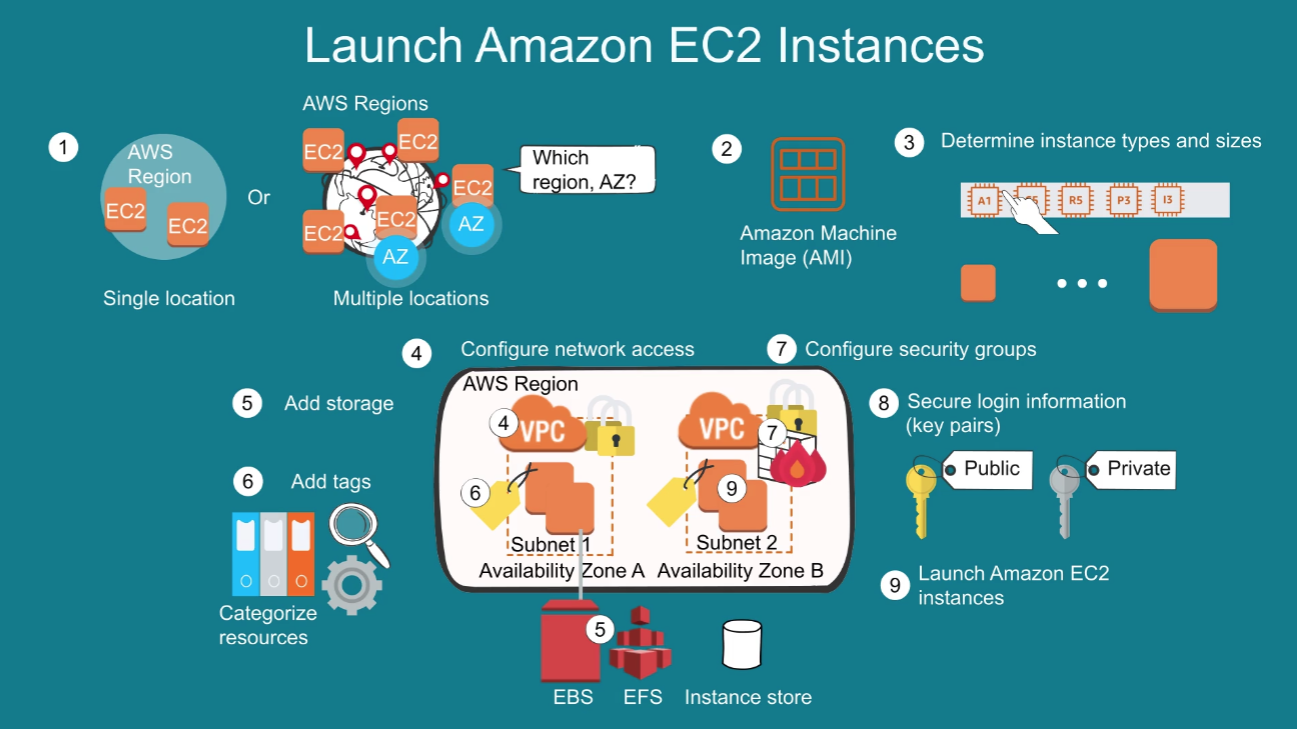 Launch Amazon EC2 Instances
1
AWS
Region
EC2
EC2
Single location
Or
AWS Regions
EC2
EC2
EC2
EC2
EC2
AZ
AZ
Multiple locations
Which
region, AZ?
2
Amazon Machine
Image (AMI)
3
Determine instance types and sizes
A1
R5
P3
I3
4
Configure network access
7
Configure security groups
5
Add storage
6
Add tags
Categorize
resources
AWS Region
4
VPC
6
Subnet 1
Availability Zone A
VPC
7
9
Subnet 2
Availability Zone B
5
EBS
EFS
Instance store
8
Secure login information
(key pairs)
Public
Private
9
Launch Amazon EC2
instances